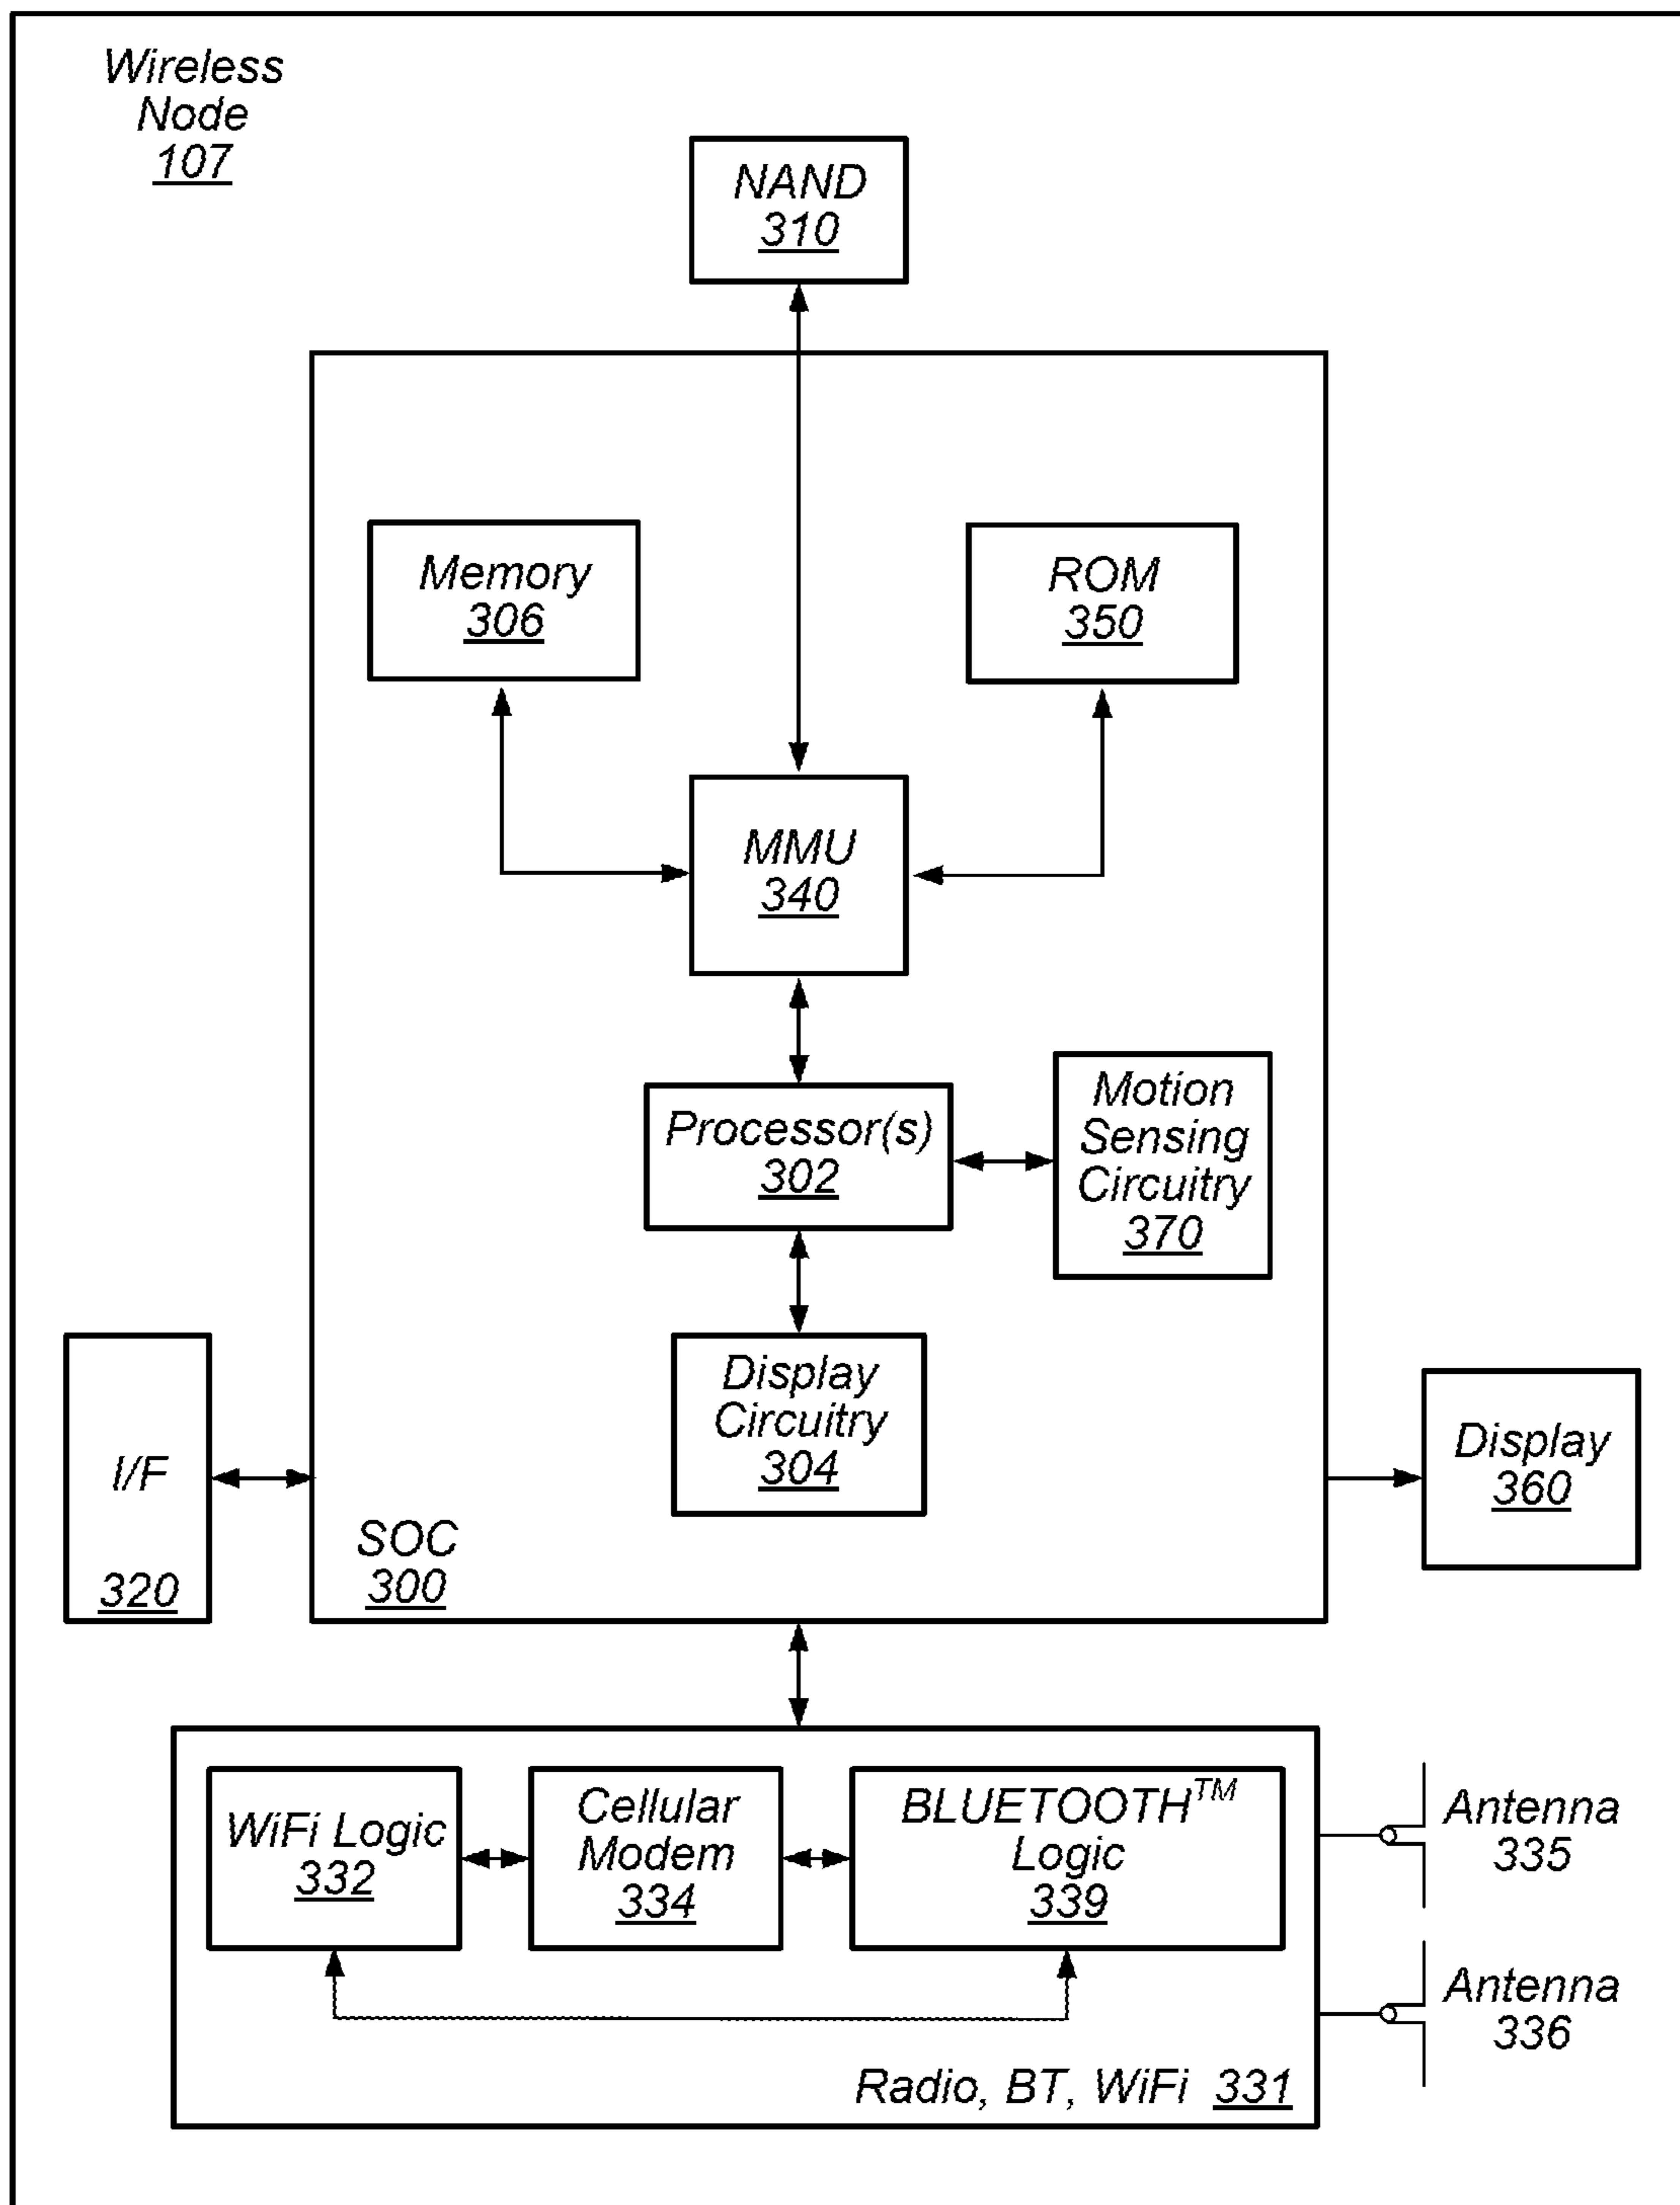 Wireless
Node
107
NAND
310
Memory
306
ROM
350
MMU
340
Processor(s)
302
Motion
Sensing
Circuitry
370
Display
Circuitry
304
I/F
320
SOC
300
Display
360
WiFi Logic
332
Cellular
Modem
334
BLUETOOTH™
Logic
339
Antenna
335
Antenna
336
Radio, BT, WiFi 331